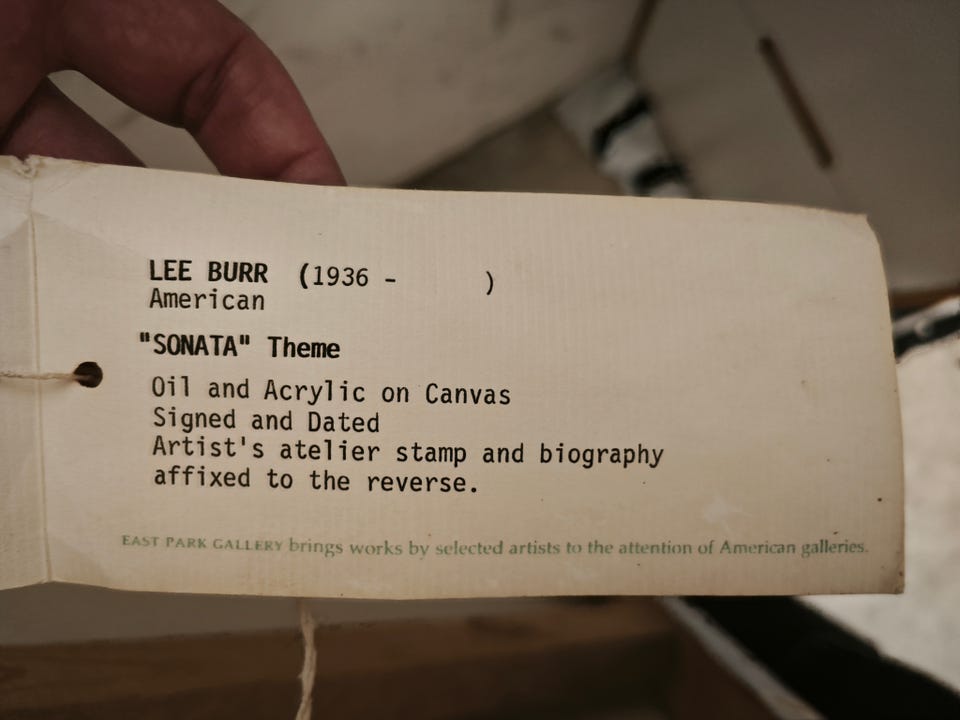 LEE BURR (1936 -          )
American
"SONATA" Theme
Oil and Acrylic on Canvas
Signed and Dated
Artist's atelier stamp and biography
affixed to the reverse.
EAST PARK GALLERY brings works by selected artists to the attention of American galleries.